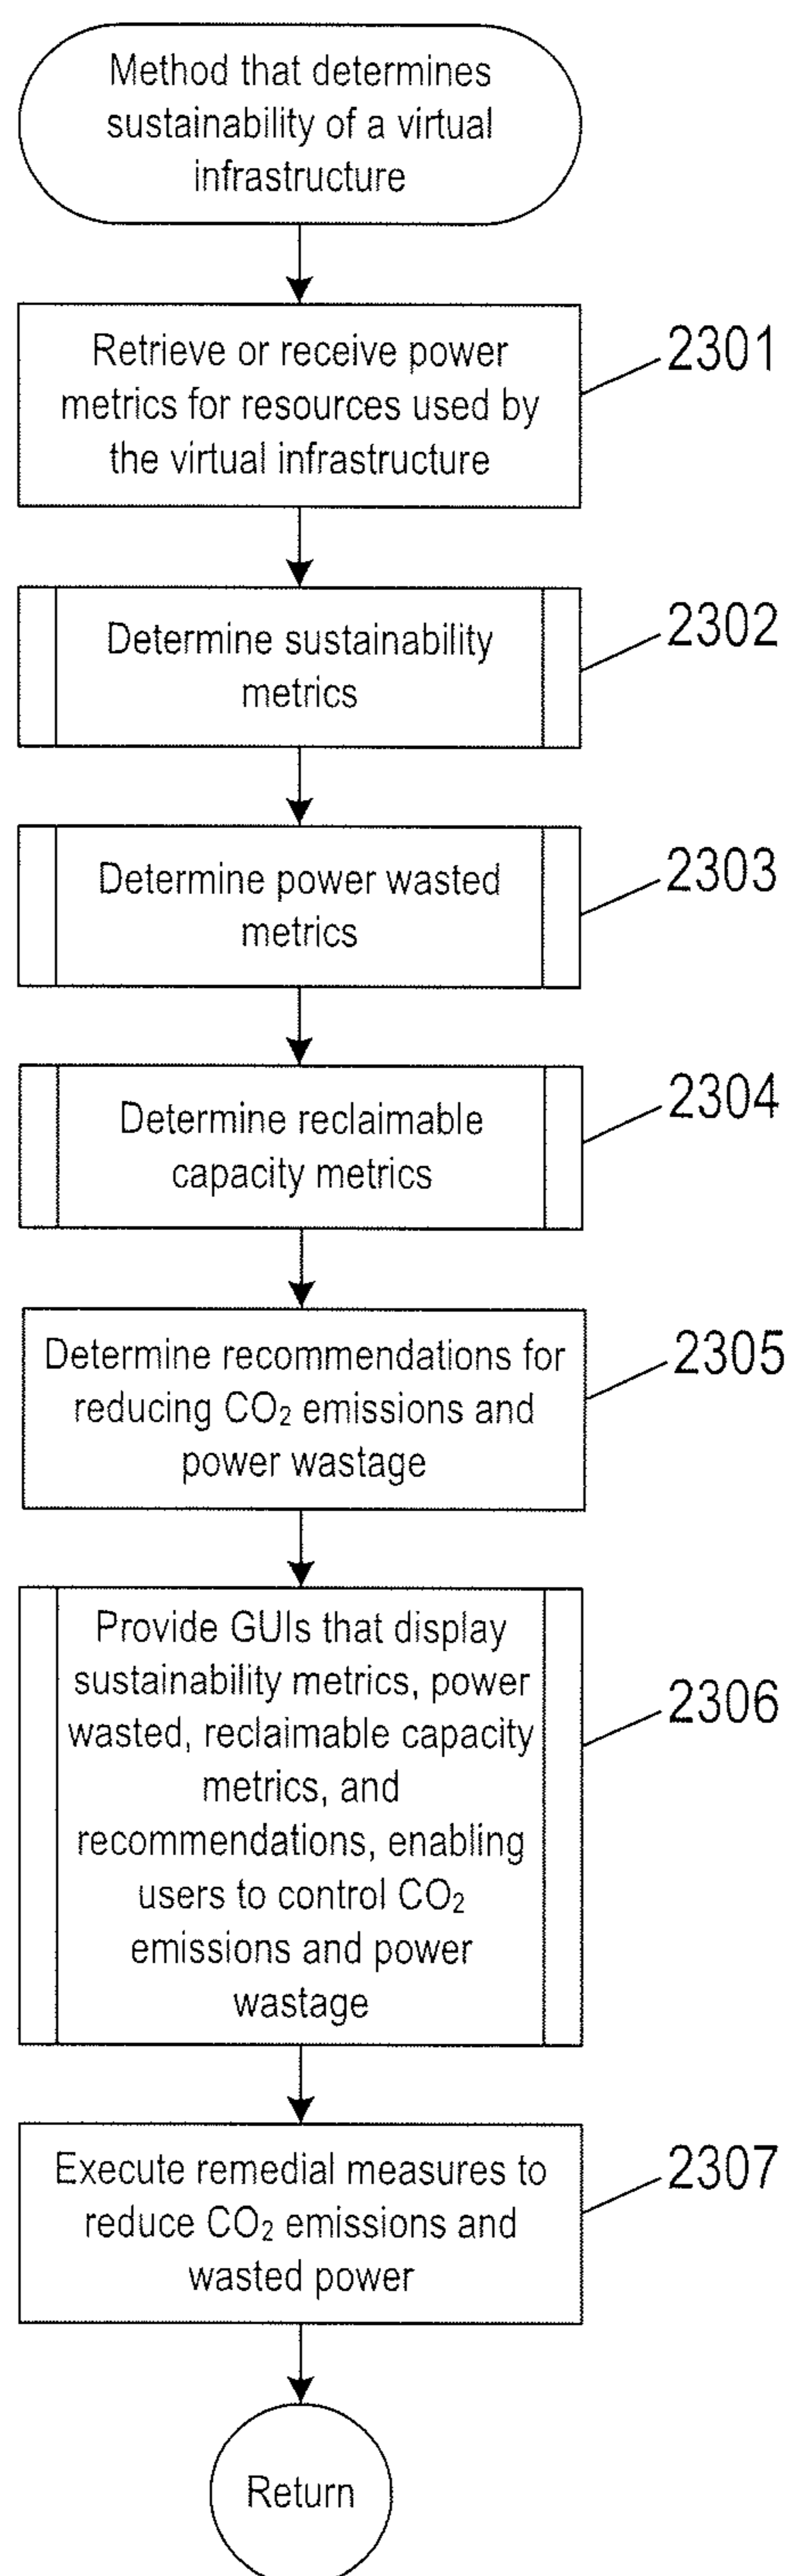 Method that determines
sustainability of a virtual
infrastructure
Retrieve or receive power
metrics for resources used by
the virtual infrastructure
2301
Determine sustainability
metrics
2302
Determine power wasted
metrics
2303
Determine reclaimable
capacity metrics
2304
Determine recommendations for
reducing CO₂ emissions and
power wastage
2305
Provide GUIs that display
sustainability metrics, power
wasted, reclaimable capacity
metrics, and
recommendations, enabling
users to control CO₂
emissions and power
wastage
2306
Execute remedial measures to
reduce CO₂ emissions and
wasted power
2307
Return